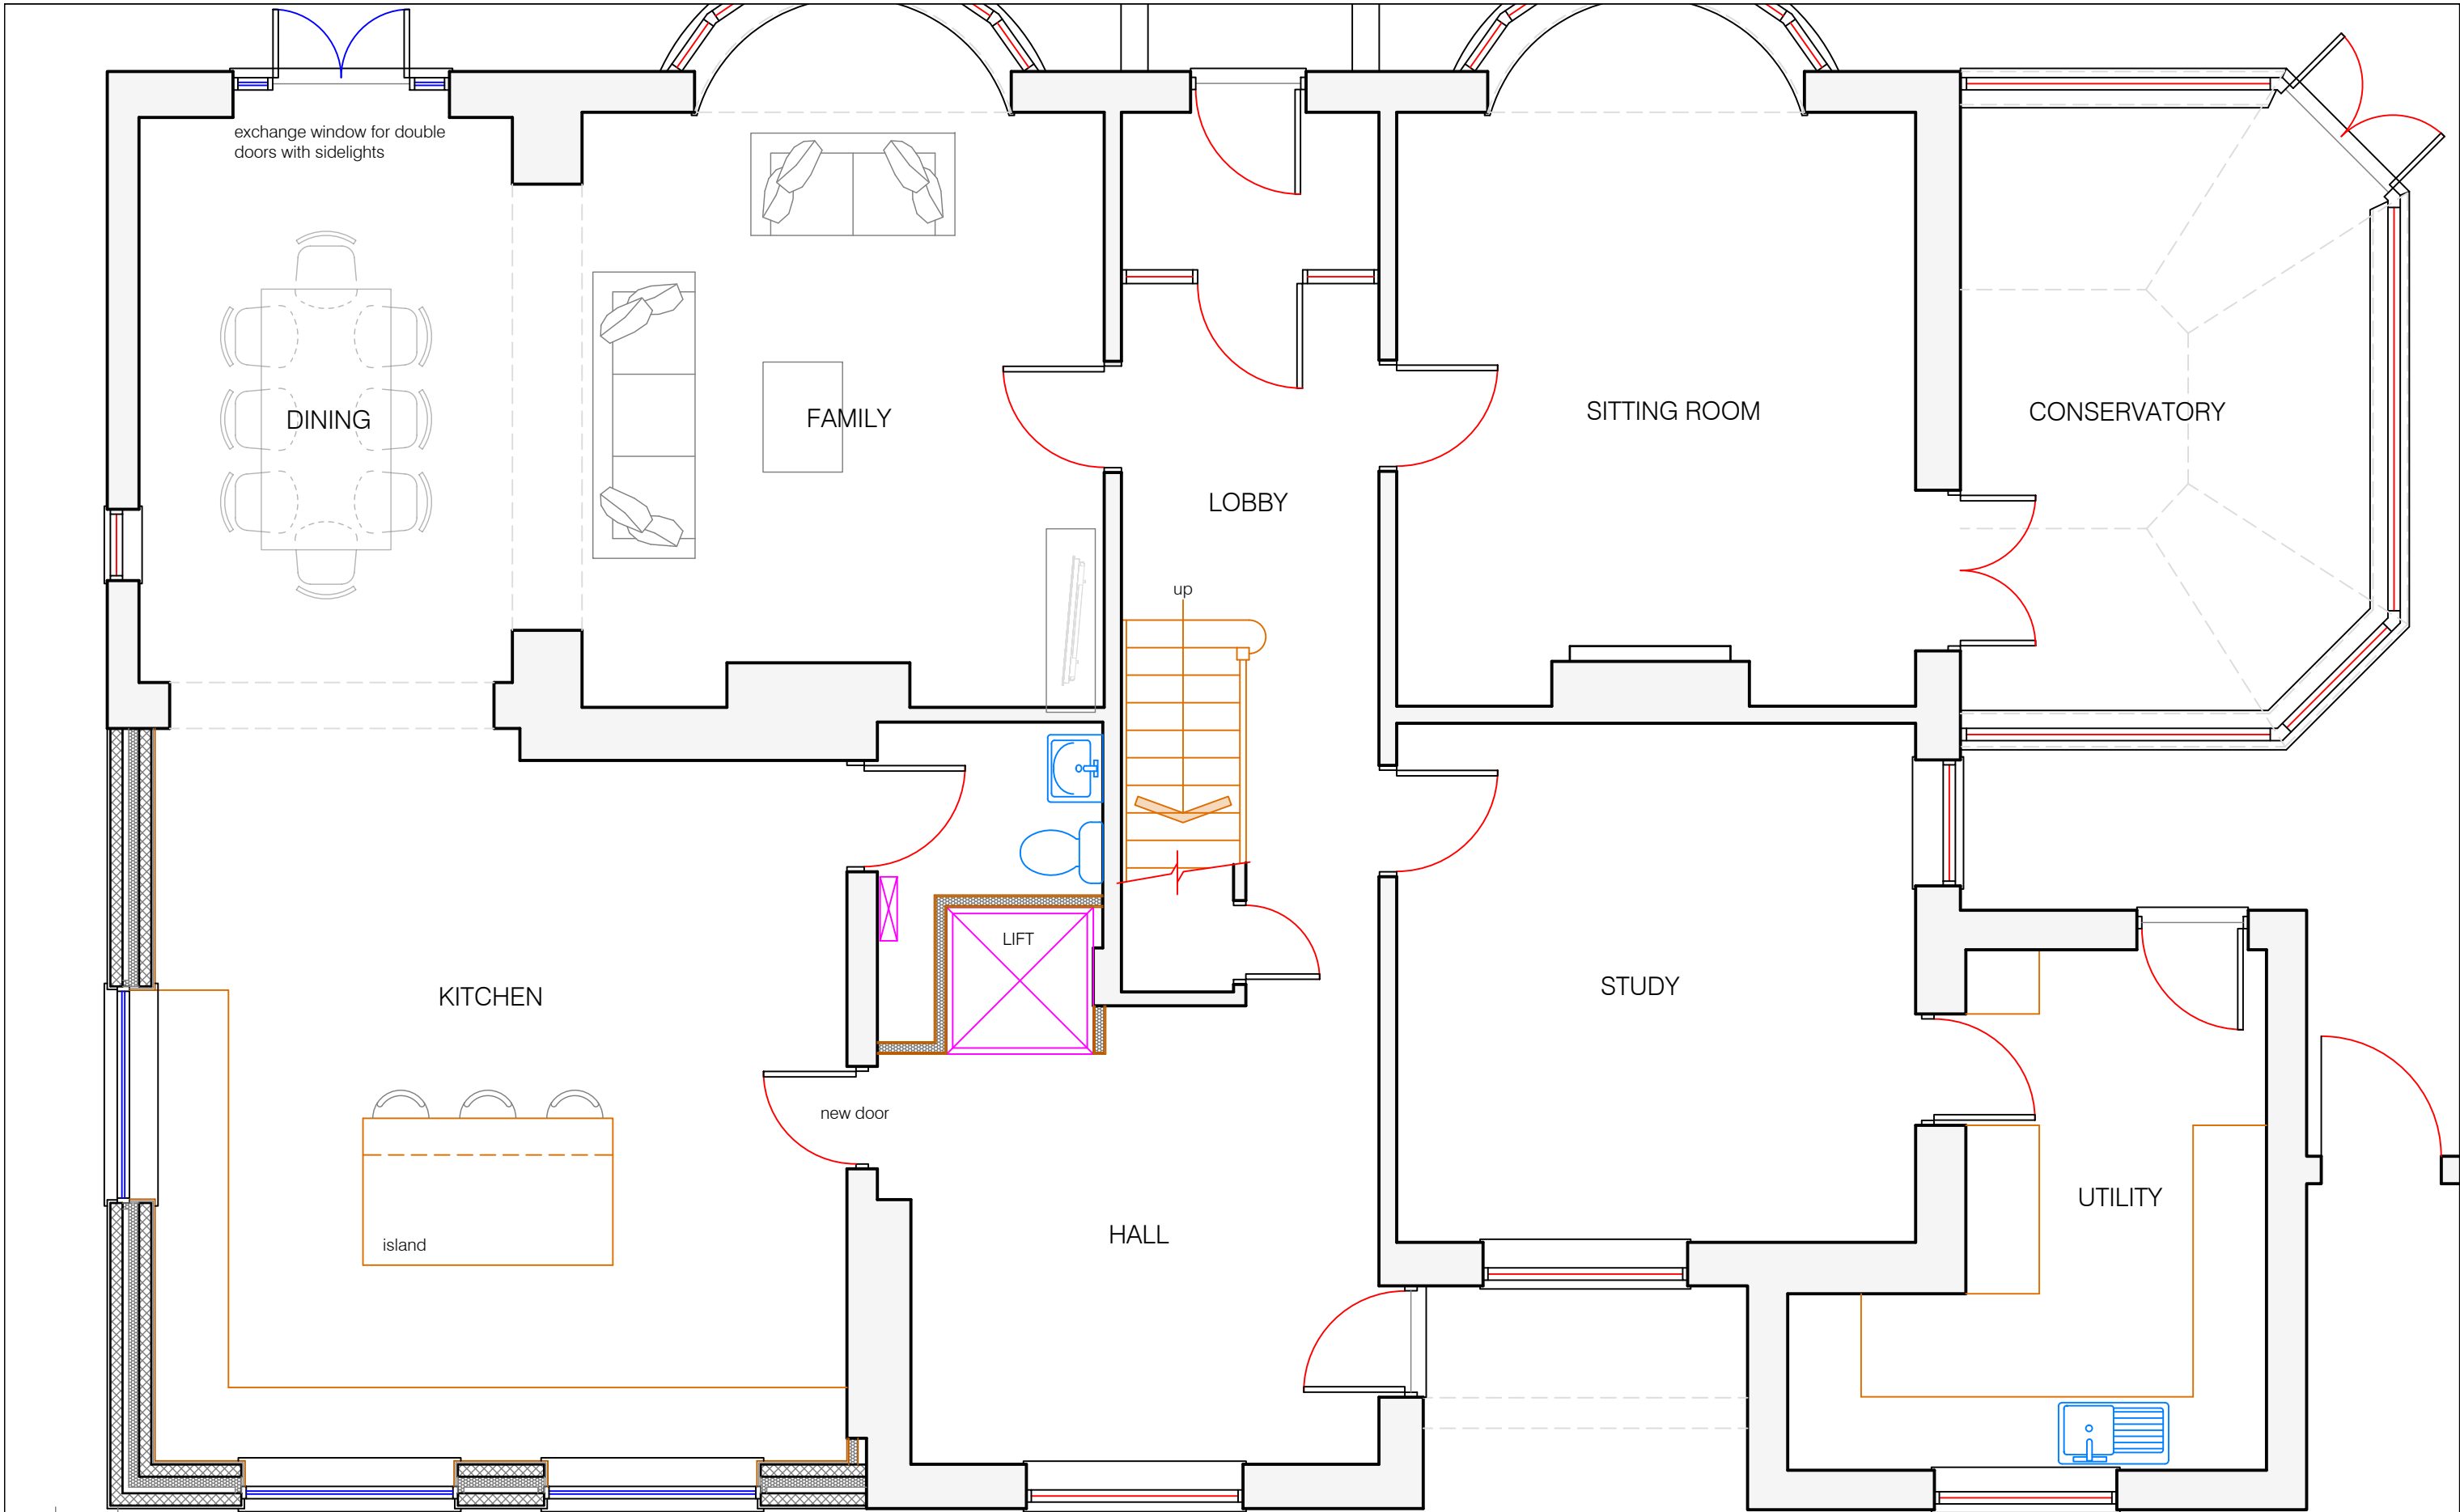 exchange window for double
doors with sidelights
DINING
FAMILY
SITTING ROOM
CONSERVATORY
LOBBY
up
LIFT
KITCHEN
STUDY
new door
UTILITY
HALL
island